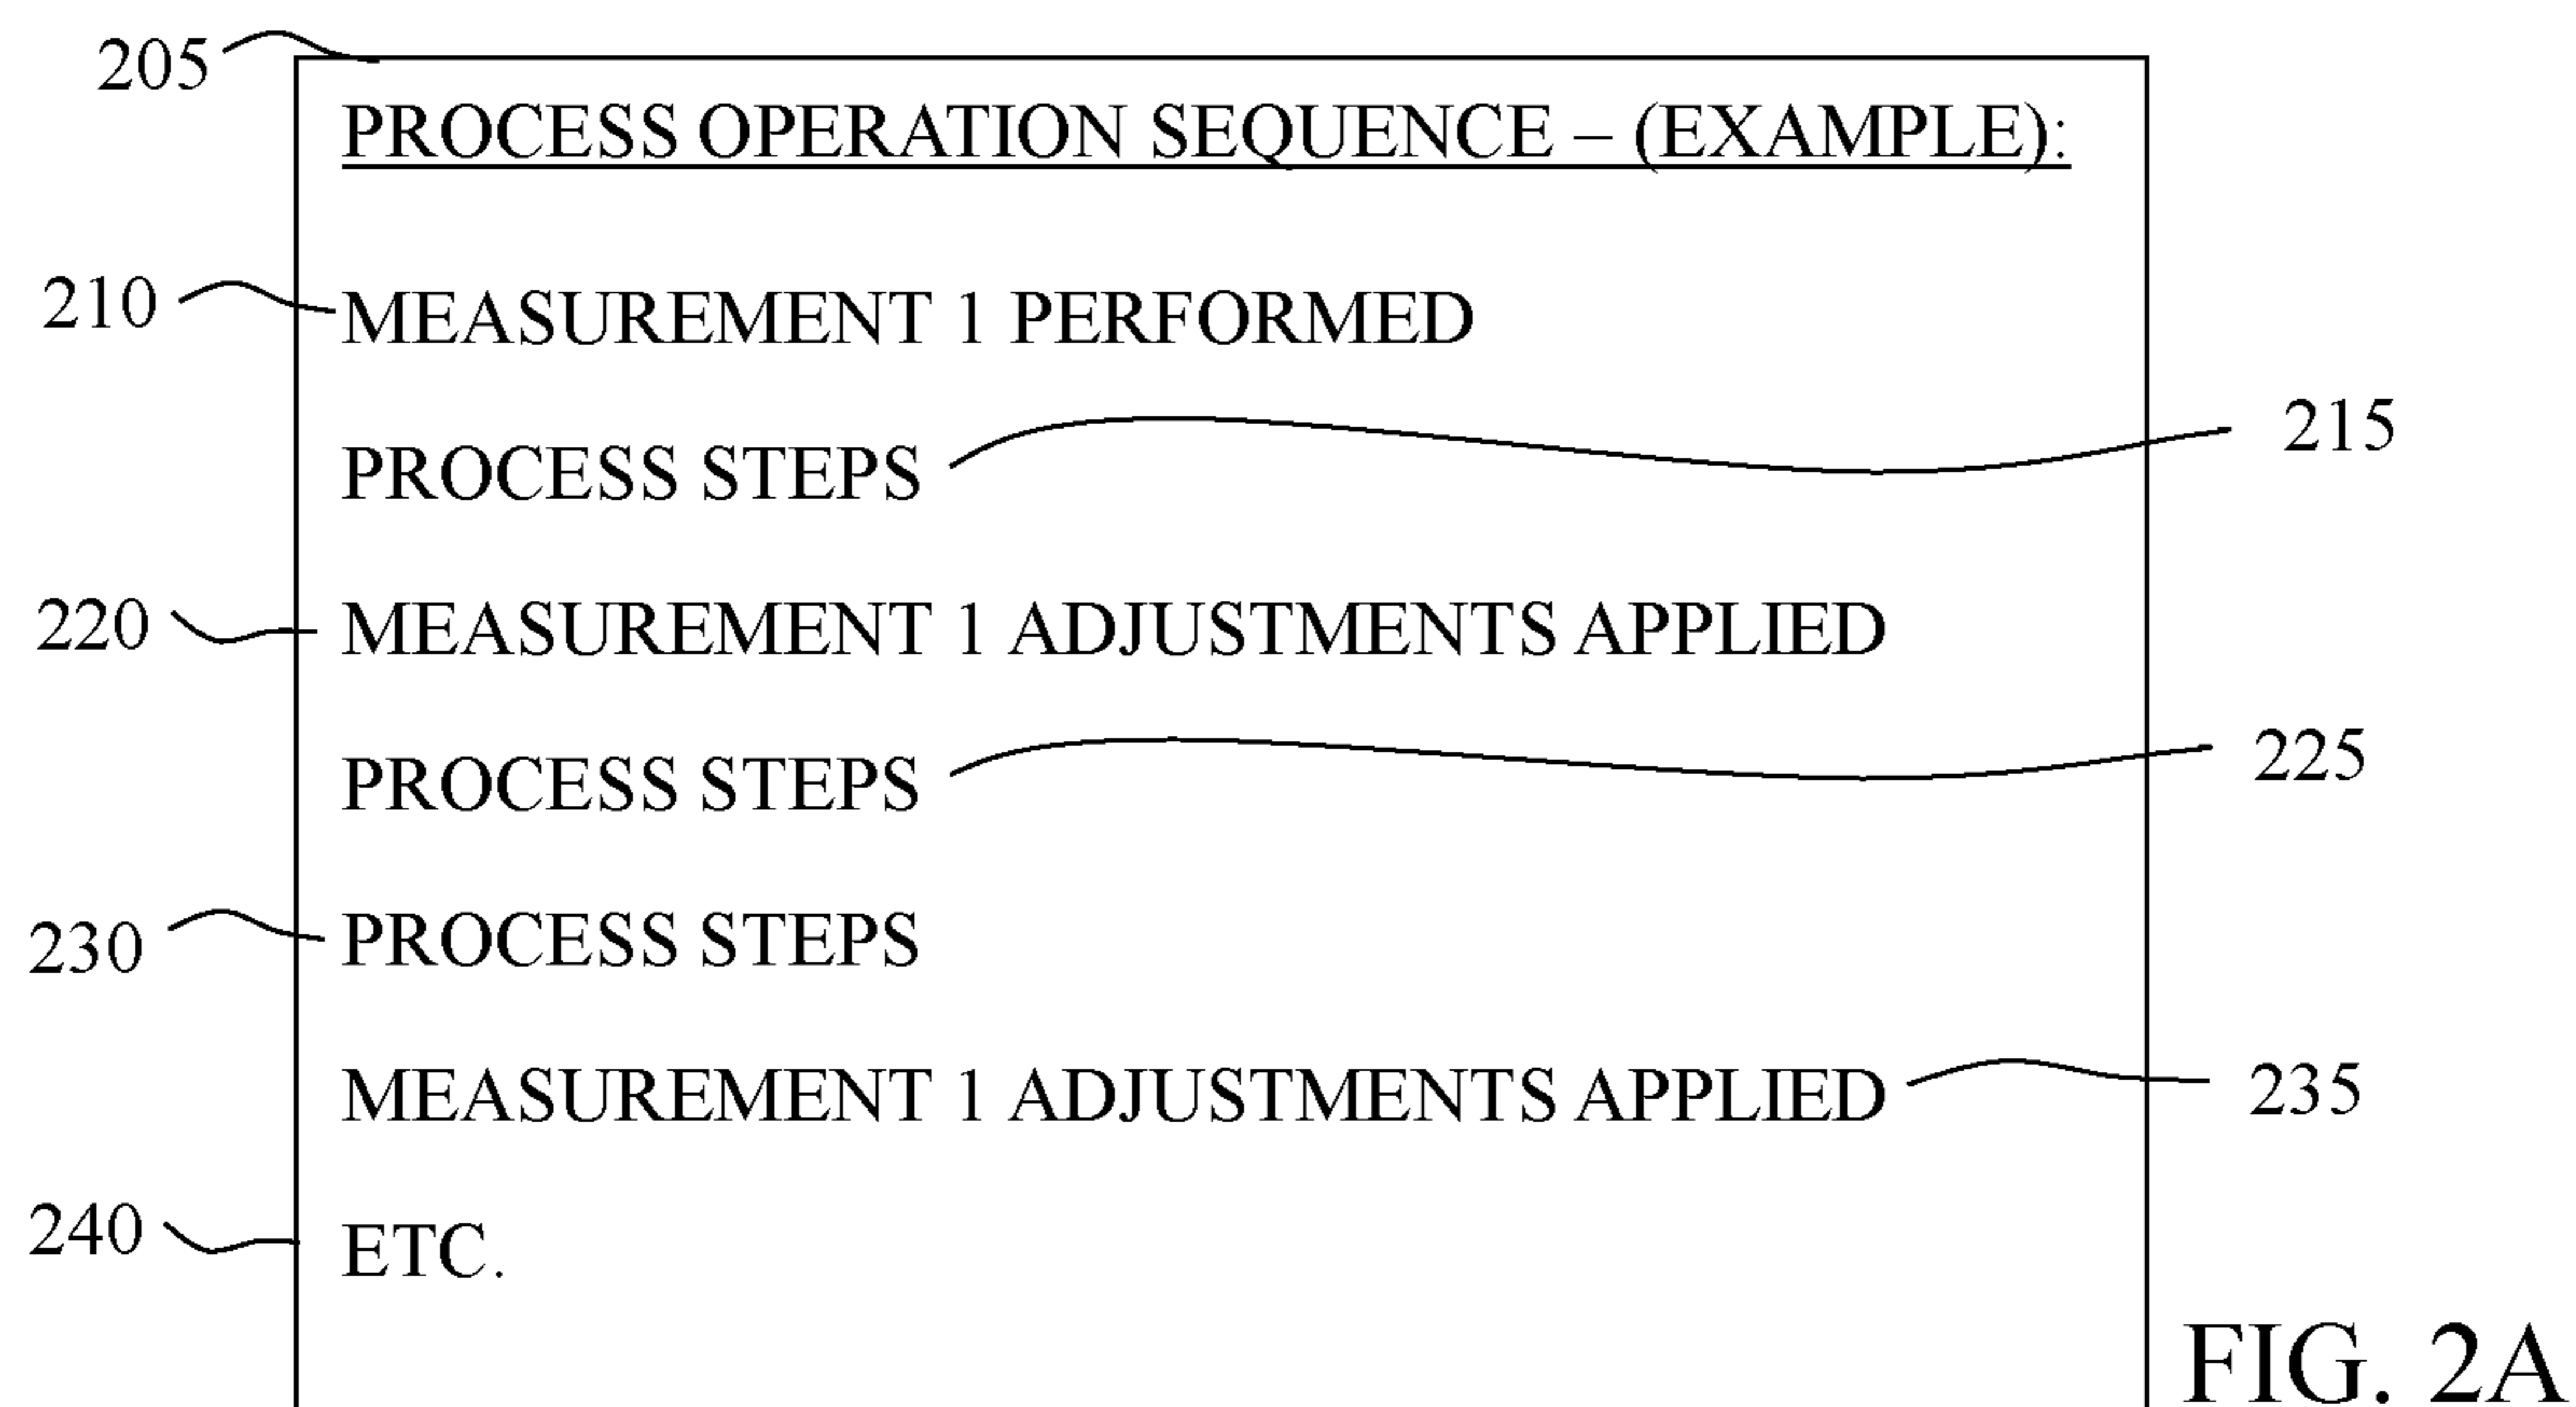 205
PROCESS OPERATION SEQUENCE – (EXAMPLE):
210
MEASUREMENT 1 PERFORMED
PROCESS STEPS
215
220
MEASUREMENT 1 ADJUSTMENTS APPLIED
PROCESS STEPS
225
230
PROCESS STEPS
MEASUREMENT 1 ADJUSTMENTS APPLIED
235
240
ETC.
FIG. 2A